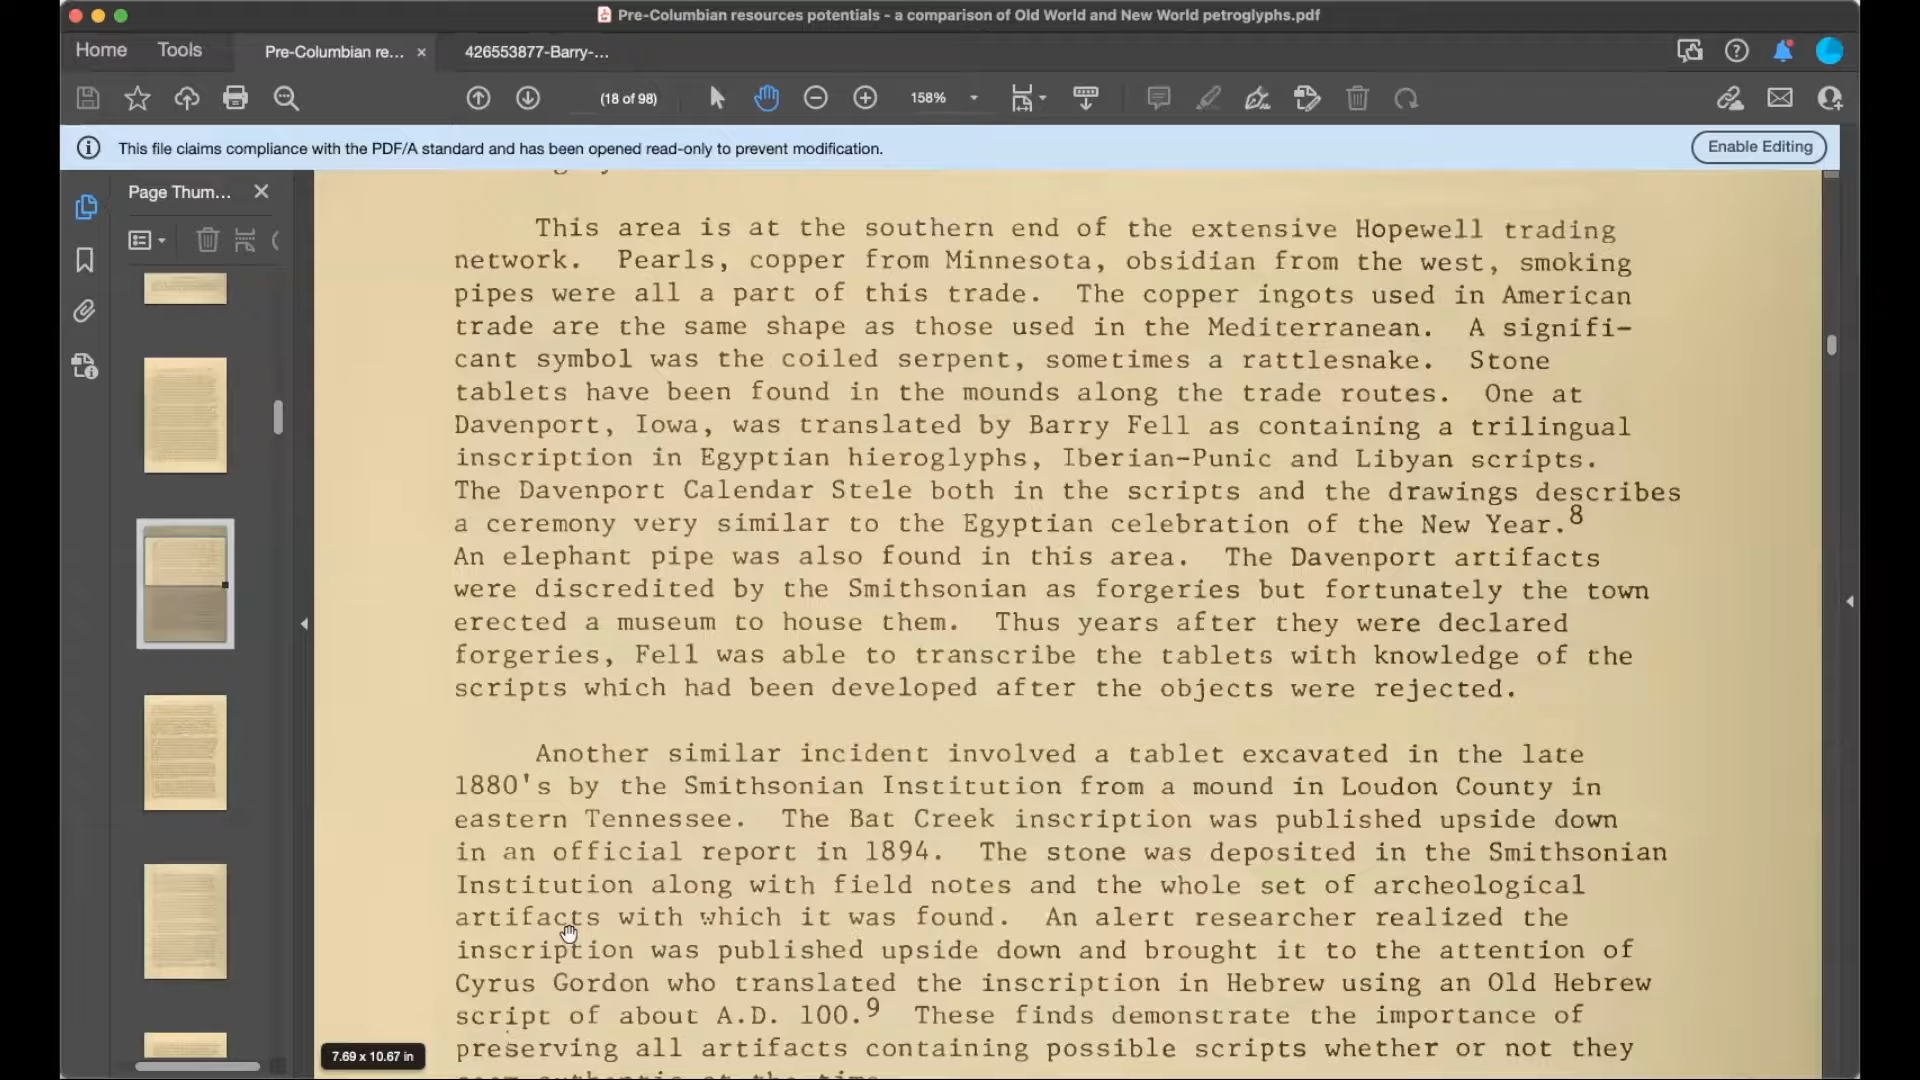 Pre-Columbian resources potentials - a comparison of Old World and New World petroglyphs.pdf
Home Tools Pre-Columbian re... × 426553877-Barry-...
(18 of 98) 158%
This file claims compliance with the PDF/A standard and has been opened read-only to prevent modification. Enable Editing
Page Thum...
This area is at the southern end of the extensive Hopewell trading
network. Pearls, copper from Minnesota, obsidian from the west, smoking
pipes were all a part of this trade. The copper ingots used in American
trade are the same shape as those used in the Mediterranean. A signifi-
cant symbol was the coiled serpent, sometimes a rattlesnake. Stone
tablets have been found in the mounds along the trade routes. One at
Davenport, Iowa, was translated by Barry Fell as containing a trilingual
inscription in Egyptian hieroglyphs, Iberian-Punic and Libyan scripts.
The Davenport Calendar Stele both in the scripts and the drawings describes
a ceremony very similar to the Egyptian celebration of the New Year.8
An elephant pipe was also found in this area. The Davenport artifacts
were discredited by the Smithsonian as forgeries but fortunately the town
erected a museum to house them. Thus years after they were declared
forgeries, Fell was able to transcribe the tablets with knowledge of the
scripts which had been developed after the objects were rejected.
Another similar incident involved a tablet excavated in the late
1880's by the Smithsonian Institution from a mound in Loudon County in
eastern Tennessee. The Bat Creek inscription was published upside down
in an official report in 1894. The stone was deposited in the Smithsonian
Institution along with field notes and the whole set of archeological
artifacts with which it was found. An alert researcher realized the
inscription was published upside down and brought it to the attention of
Cyrus Gordon who translated the inscription in Hebrew using an Old Hebrew
script of about A.D. 100.9 These finds demonstrate the importance of
preserving all artifacts containing possible scripts whether or not they
7.69 x 10.67 in